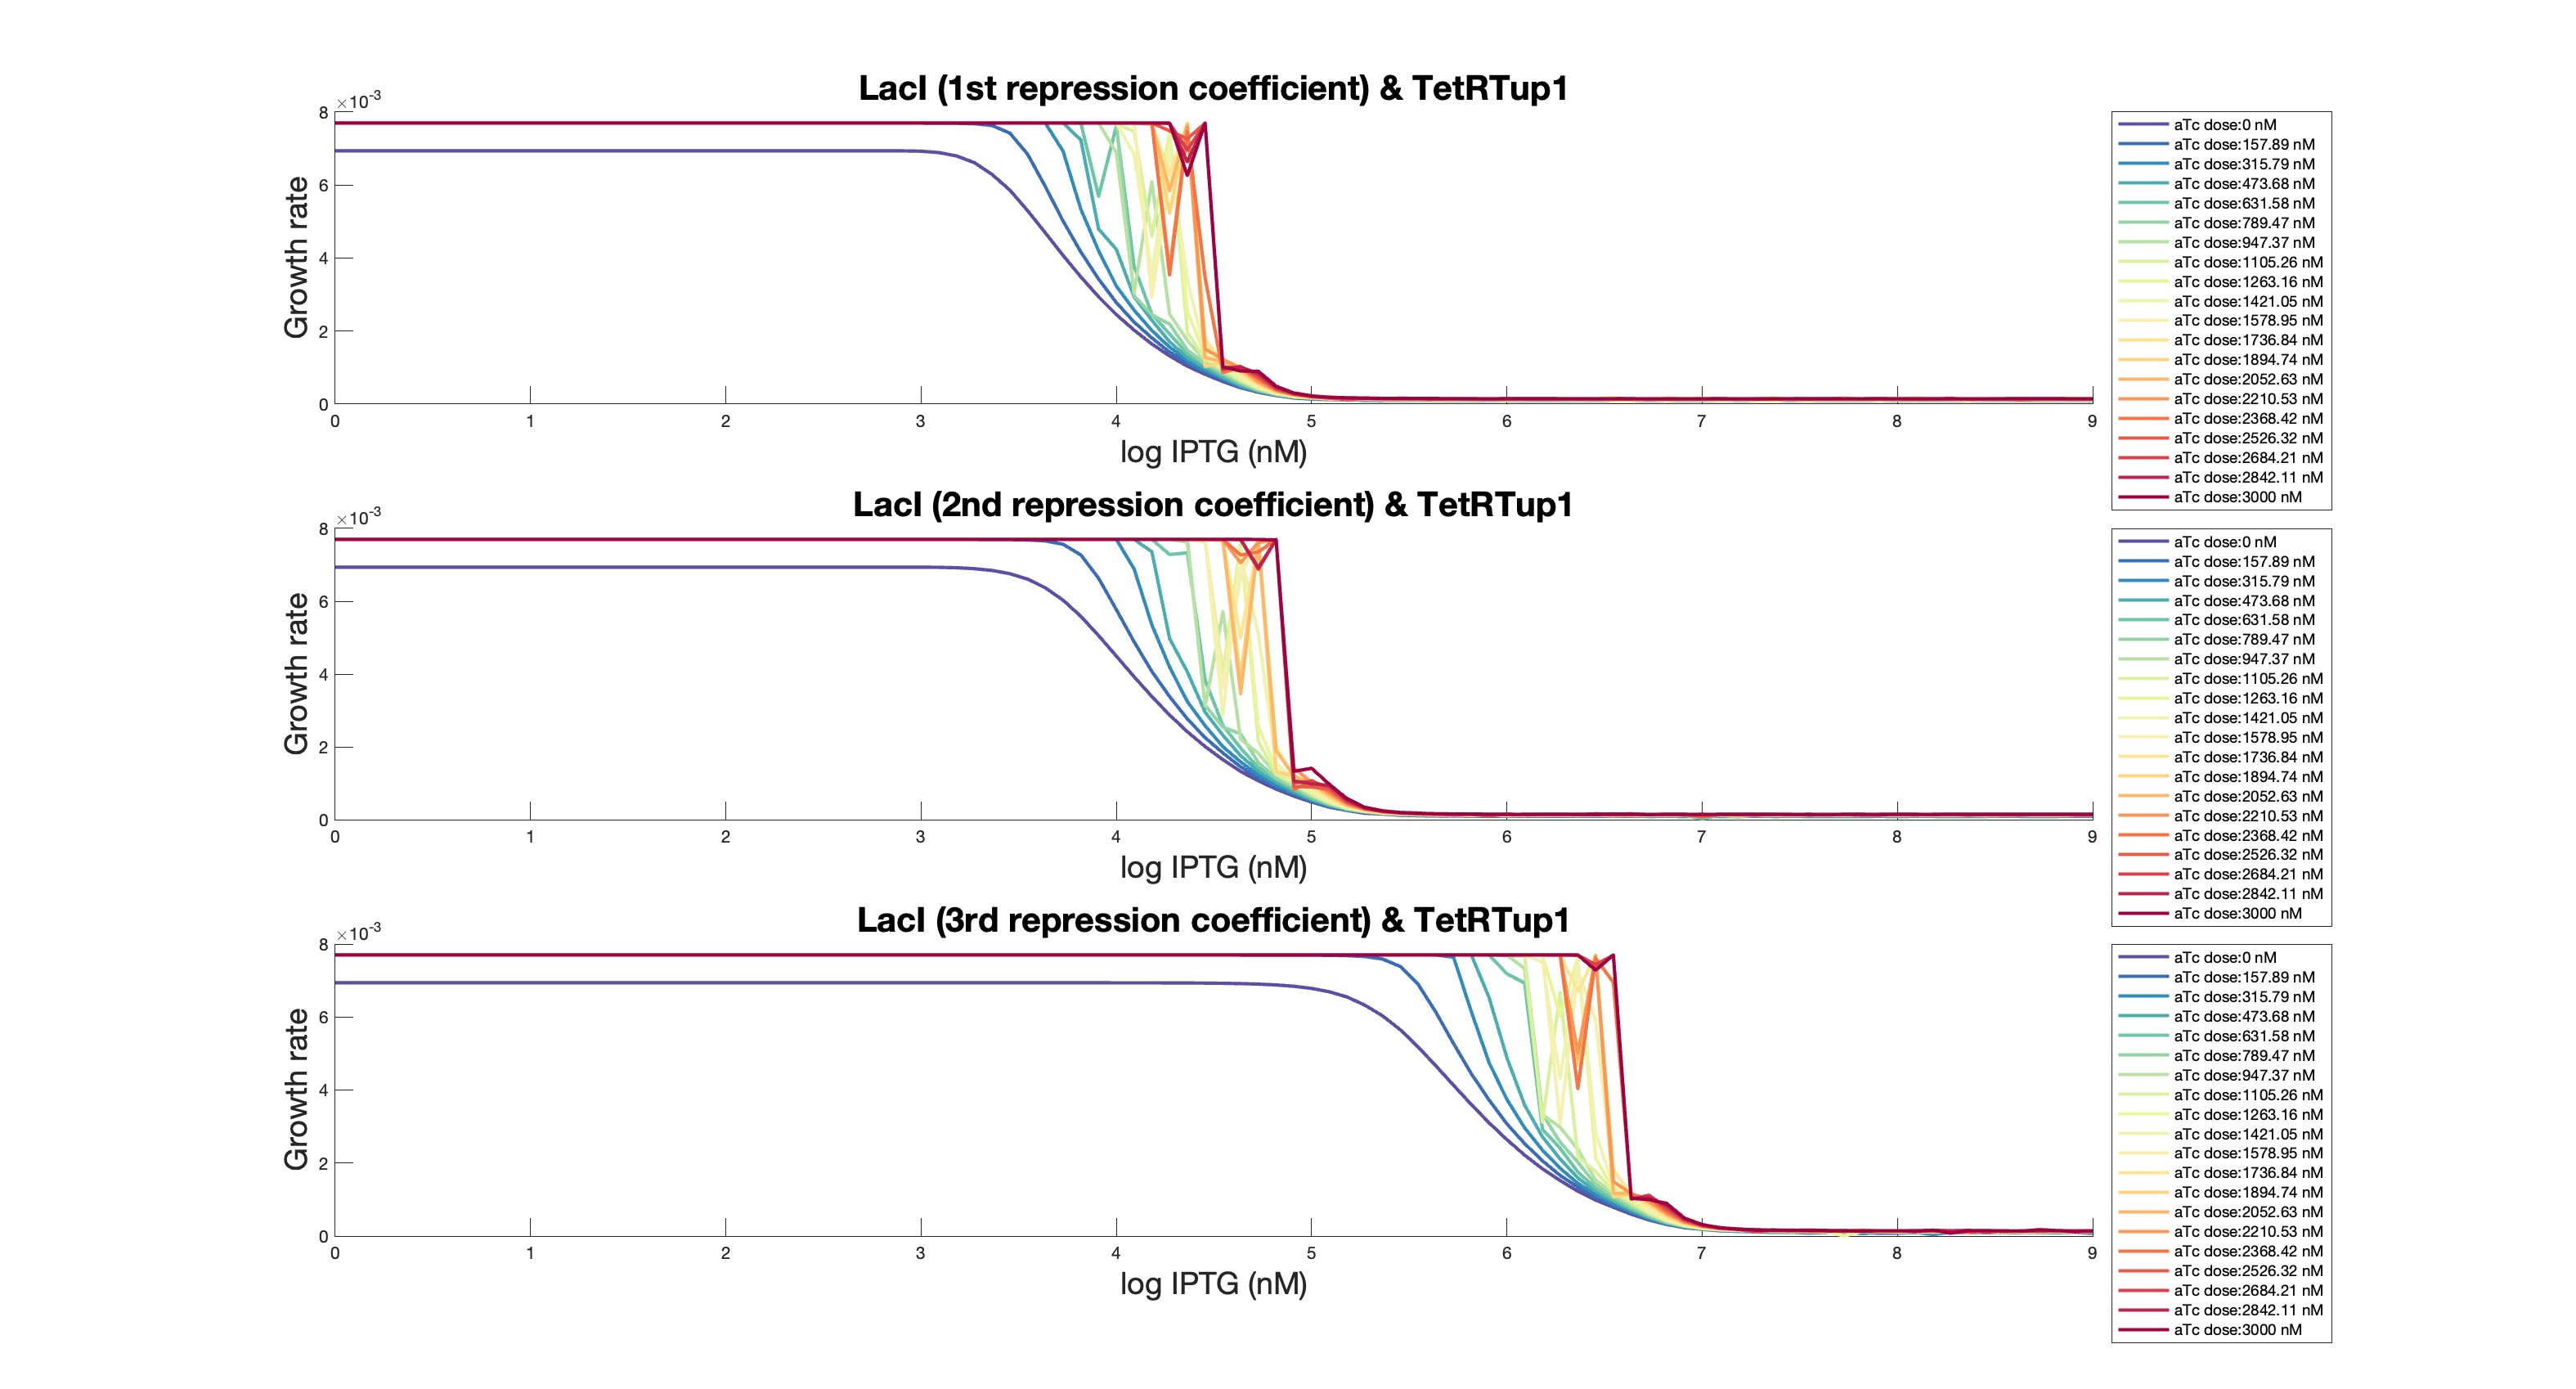 LacI (1st repression coefficient) & TetRTup1
×10-3
8
6
4
2
0
Growth rate
0 1 2 3 4 5 6 7 8 9
log IPTG (nM)
aTc dose:0 nM
aTc dose:157.89 nM
aTc dose:315.79 nM
aTc dose:473.68 nM
aTc dose:631.58 nM
aTc dose:789.47 nM
aTc dose:947.37 nM
aTc dose:1105.26 nM
aTc dose:1263.16 nM
aTc dose:1421.05 nM
aTc dose:1578.95 nM
aTc dose:1736.84 nM
aTc dose:1894.74 nM
aTc dose:2052.63 nM
aTc dose:2210.53 nM
aTc dose:2368.42 nM
aTc dose:2526.32 nM
aTc dose:2684.21 nM
aTc dose:2842.11 nM
aTc dose:3000 nM
LacI (2nd repression coefficient) & TetRTup1
×10-3
8
6
4
2
0
Growth rate
0 1 2 3 4 5 6 7 8 9
log IPTG (nM)
aTc dose:0 nM
aTc dose:157.89 nM
aTc dose:315.79 nM
aTc dose:473.68 nM
aTc dose:631.58 nM
aTc dose:789.47 nM
aTc dose:947.37 nM
aTc dose:1105.26 nM
aTc dose:1263.16 nM
aTc dose:1421.05 nM
aTc dose:1578.95 nM
aTc dose:1736.84 nM
aTc dose:1894.74 nM
aTc dose:2052.63 nM
aTc dose:2210.53 nM
aTc dose:2368.42 nM
aTc dose:2526.32 nM
aTc dose:2684.21 nM
aTc dose:2842.11 nM
aTc dose:3000 nM
LacI (3rd repression coefficient) & TetRTup1
×10-3
8
6
4
2
0
Growth rate
0 1 2 3 4 5 6 7 8 9
log IPTG (nM)
aTc dose:0 nM
aTc dose:157.89 nM
aTc dose:315.79 nM
aTc dose:473.68 nM
aTc dose:631.58 nM
aTc dose:789.47 nM
aTc dose:947.37 nM
aTc dose:1105.26 nM
aTc dose:1263.16 nM
aTc dose:1421.05 nM
aTc dose:1578.95 nM
aTc dose:1736.84 nM
aTc dose:1894.74 nM
aTc dose:2052.63 nM
aTc dose:2210.53 nM
aTc dose:2368.42 nM
aTc dose:2526.32 nM
aTc dose:2684.21 nM
aTc dose:2842.11 nM
aTc dose:3000 nM